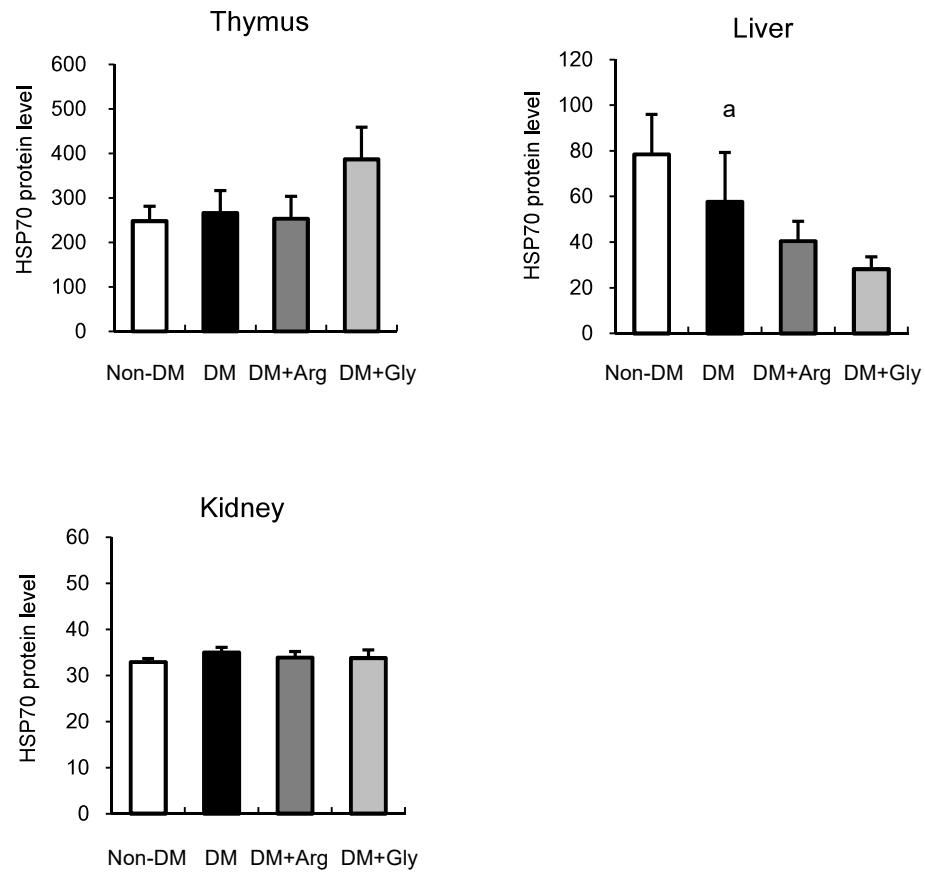 Thymus
HSP70 protein level
600
500
400
300
200
100
0
Non-DM DM DM+Arg DM+Gly
Liver
HSP70 protein level
120
100
80
60
40
20
0
a
Non-DM DM DM+Arg DM+Gly
Kidney
HSP70 protein level
60
50
40
30
20
10
0
Non-DM DM DM+Arg DM+Gly